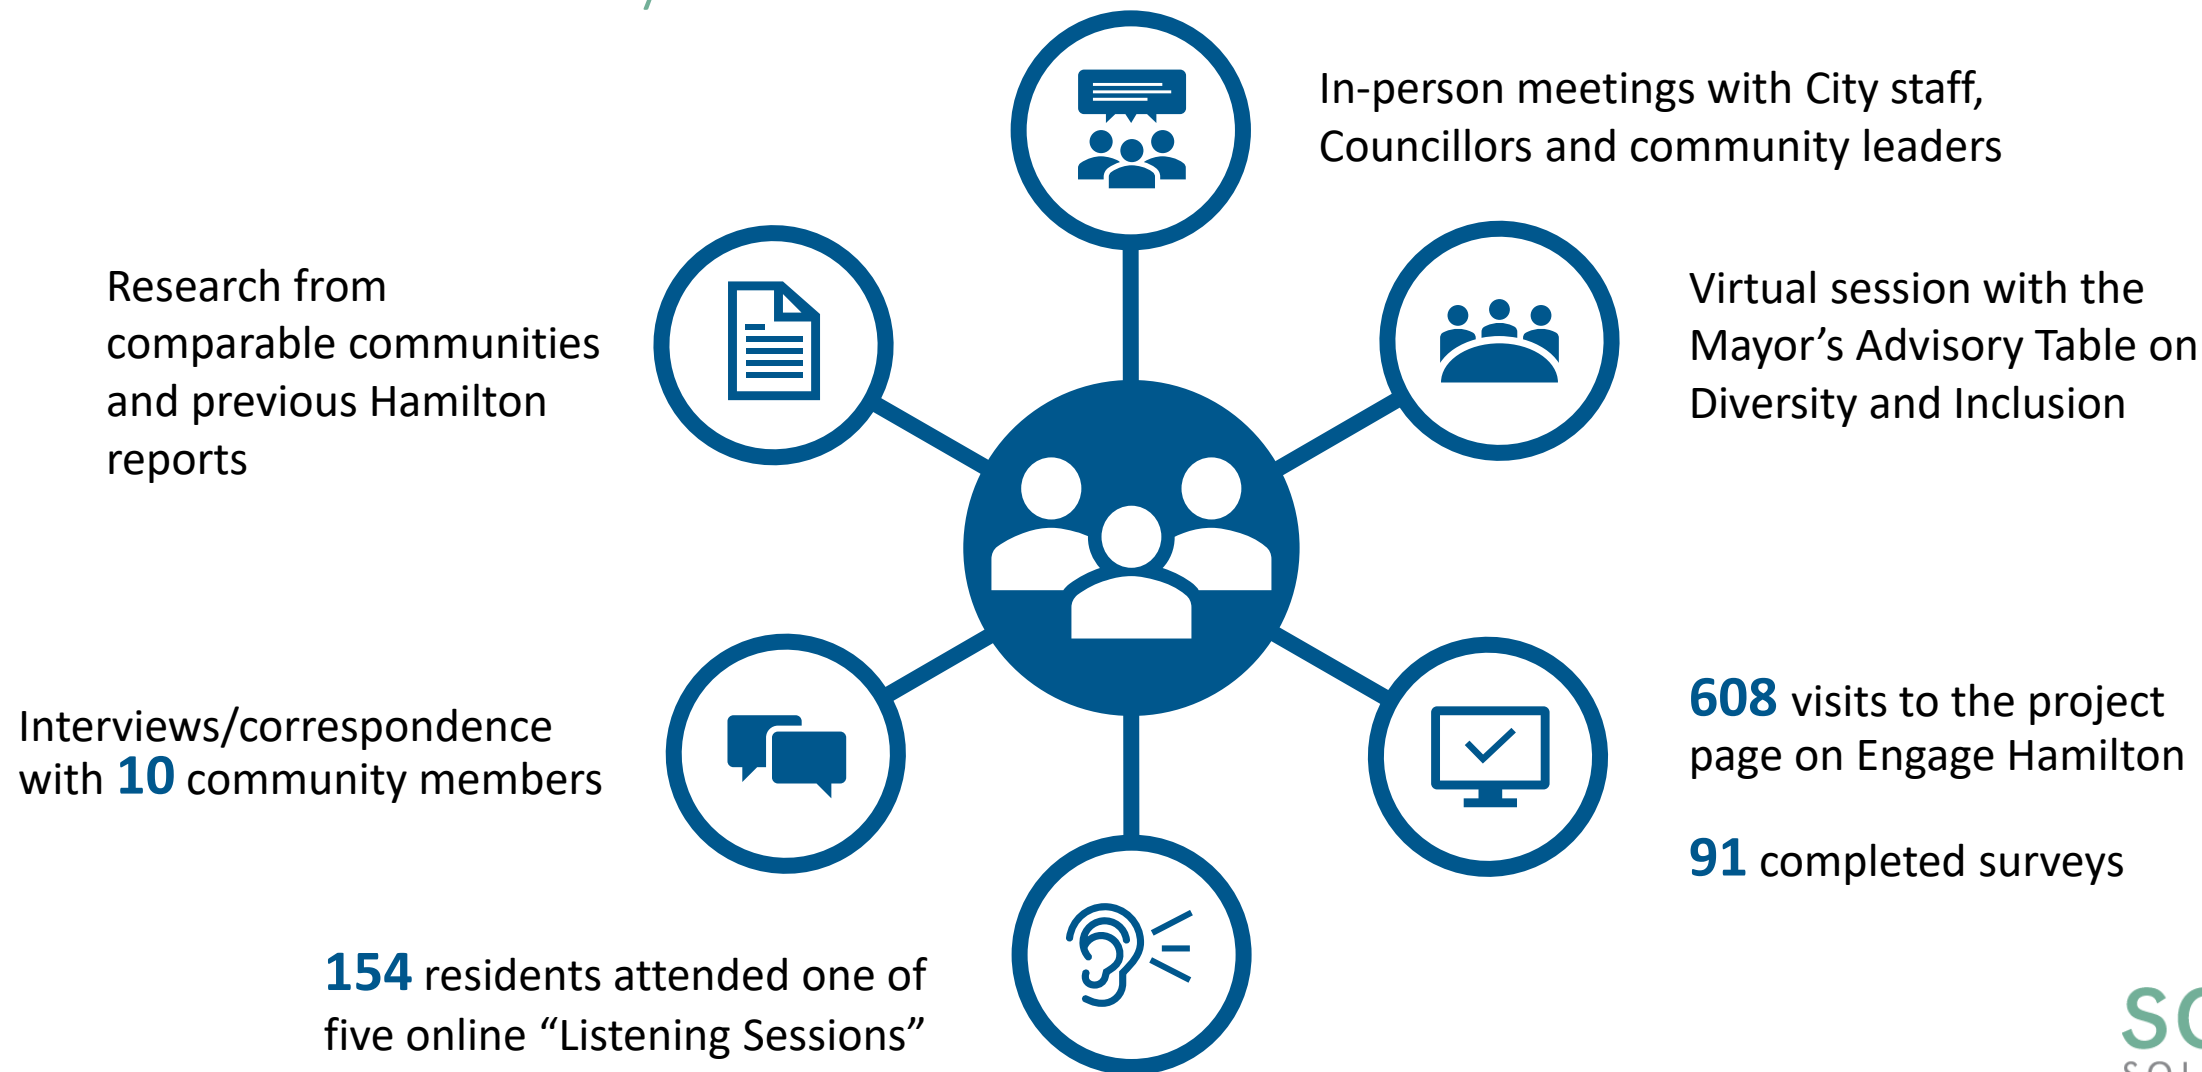 In-person meetings with City staff,
Councillors and community leaders
Virtual session with the
Mayor’s Advisory Table on
Diversity and Inclusion
608 visits to the project
page on Engage Hamilton
91 completed surveys
154 residents attended one of
five online “Listening Sessions”
Interviews/correspondence
with 10 community members
Research from
comparable communities
and previous Hamilton
reports